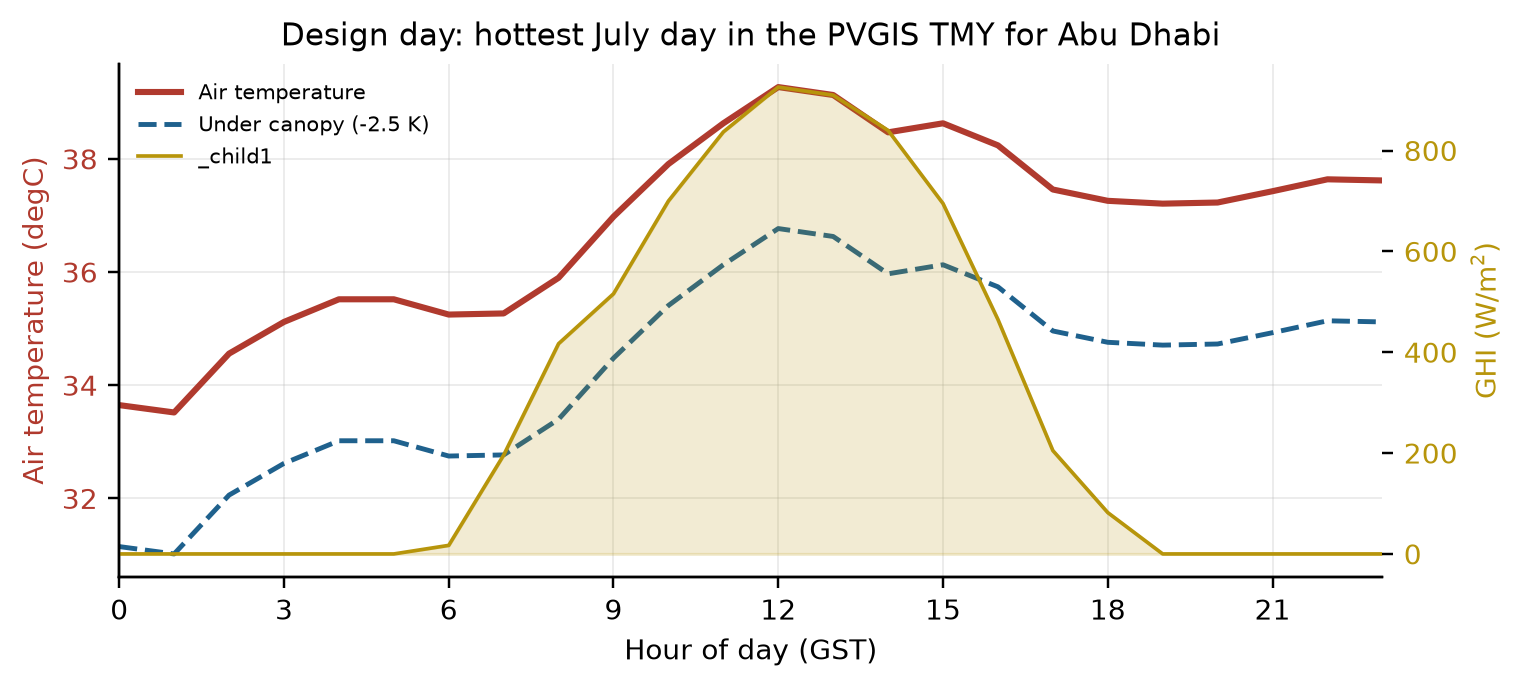 Design day: hottest July day in the PVGIS TMY for Abu Dhabi
Air temperature
Under canopy (-2.5 K)
_child1
Air temperature (degC)
38
36
34
32
800
600
400
200
0
GHI (W/m²)
0 3 6 9 12 15 18 21
Hour of day (GST)